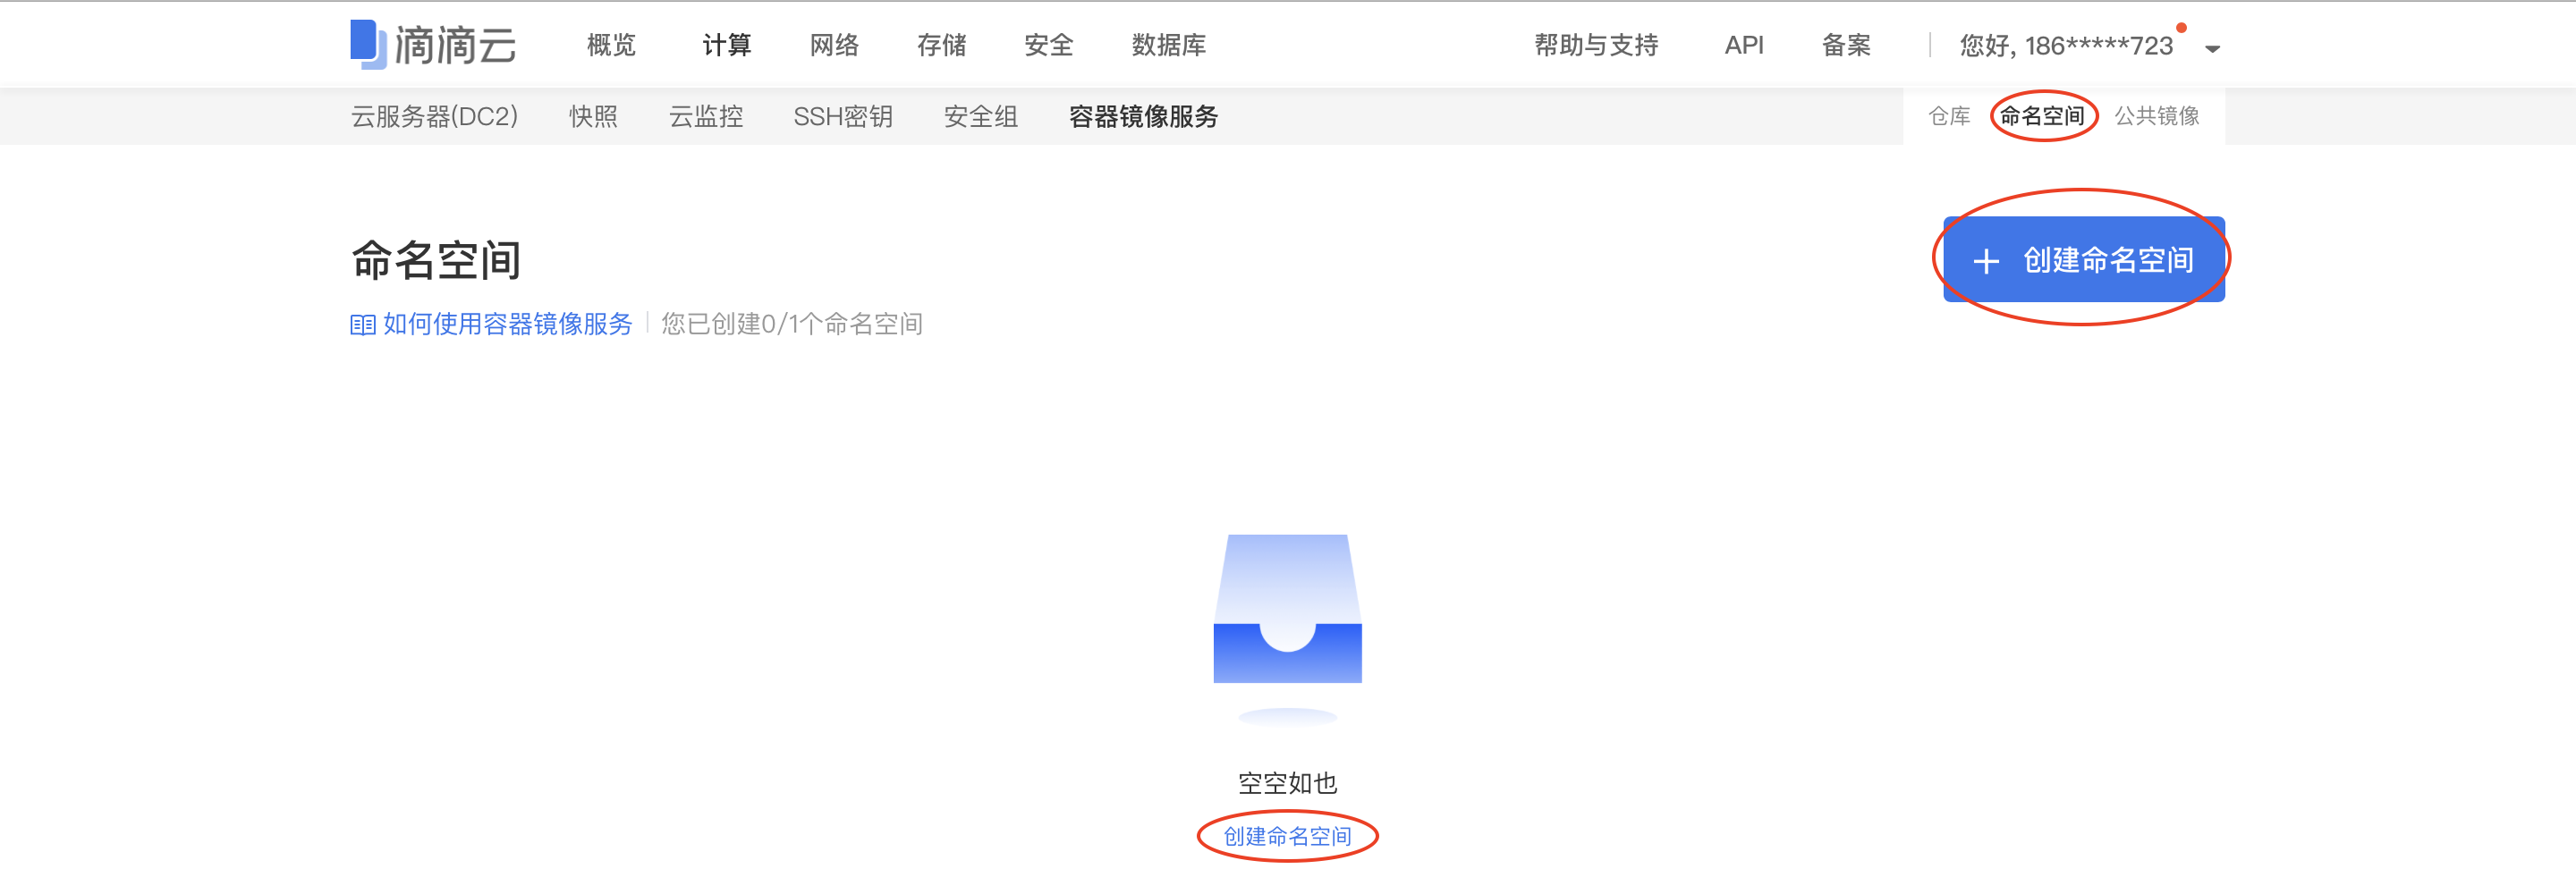 滴滴云 概览 计算 网络 存储 安全 数据库 帮助与支持 API 备案 您好, 186*****723
云服务器(DC2) 快照 云监控 SSH密钥 安全组 容器镜像服务 仓库 命名空间 公共镜像
命名空间
+ 创建命名空间
如何使用容器镜像服务 您已创建0/1个命名空间
空空如也
创建命名空间